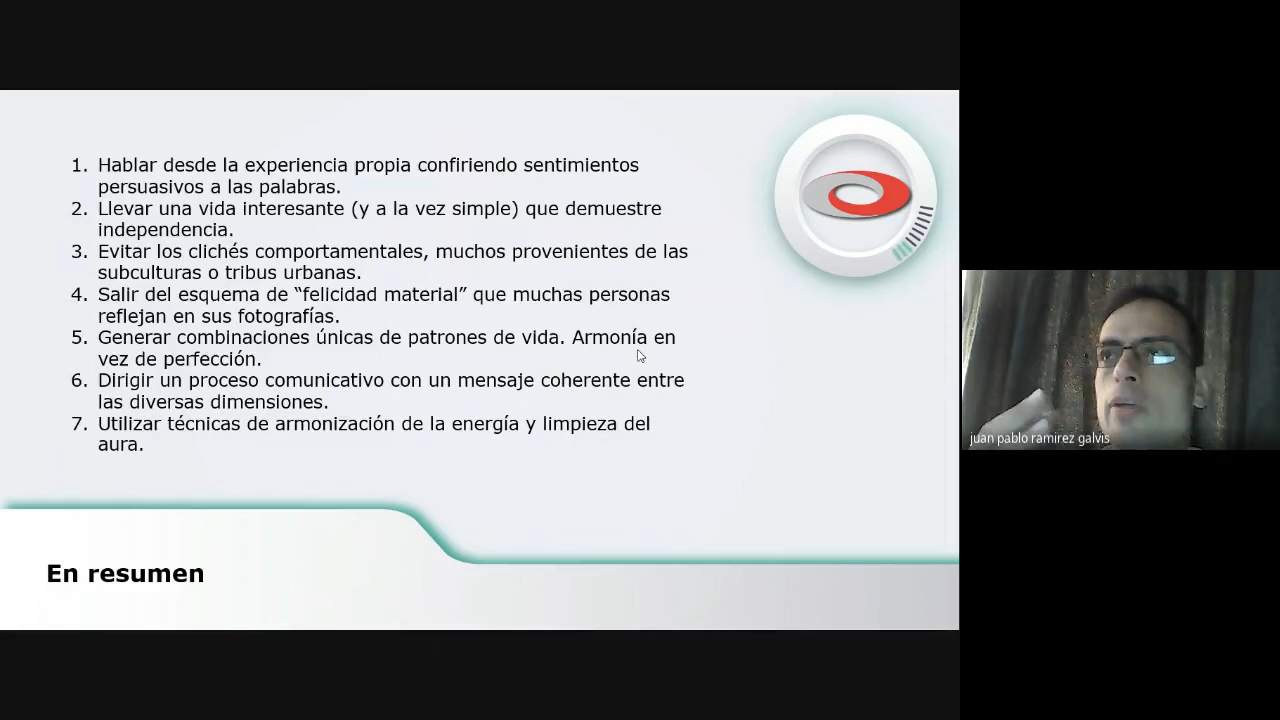 1. Hablar desde la experiencia propia confiriendo sentimientos
persuasivos a las palabras.
2. Llevar una vida interesante (y a la vez simple) que demuestre
independencia.
3. Evitar los clichés comportamentales, muchos provenientes de las
subculturas o tribus urbanas.
4. Salir del esquema de “felicidad material” que muchas personas
reflejan en sus fotografías.
5. Generar combinaciones únicas de patrones de vida. Armonía en
vez de perfección.
6. Dirigir un proceso comunicativo con un mensaje coherente entre
las diversas dimensiones.
7. Utilizar técnicas de armonización de la energía y limpieza del
aura.
En resumen
juan pablo ramirez galvis